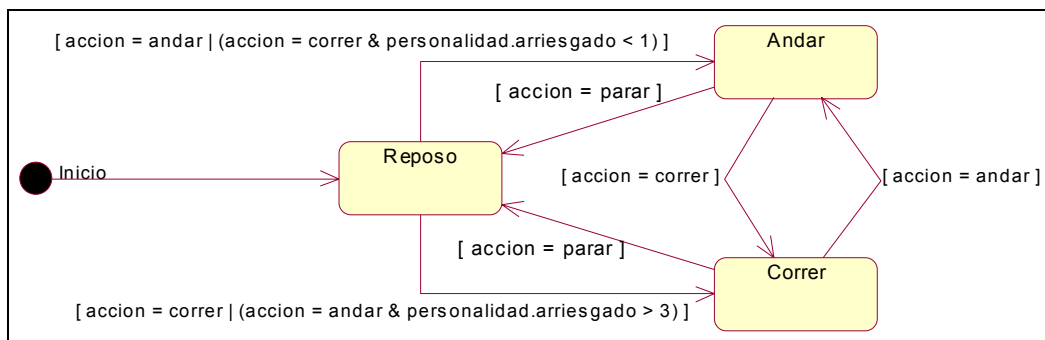 [ accion = andar | (accion = correr & personalidad.arriesgado < 1) ]
Andar
[ accion = parar ]
Reposo
Inicio
[ accion = correr ]
[ accion = andar ]
[ accion = parar ]
Correr
[ accion = correr | (accion = andar & personalidad.arriesgado > 3) ]